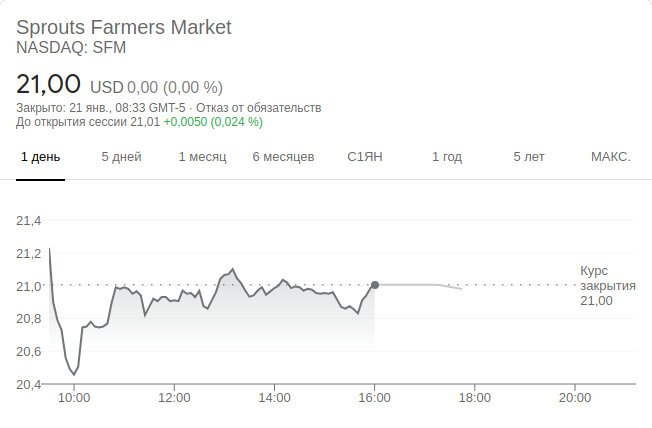 Sprouts Farmers Market
NASDAQ: SFM
21,00 USD 0,00 (0,00 %)
Закрыто: 21 янв., 08:33 GMT-5 · Отказ от обязательств
До открытия сессии 21,01 +0,0050 (0,024 %)
1 день 5 дней 1 месяц 6 месяцев С1ЯН 1 год 5 лет МАКС.
21,4
21,2
21,0
20,8
20,6
20,4
Курс
закрытия
21,00
10:00 12:00 14:00 16:00 18:00 20:00